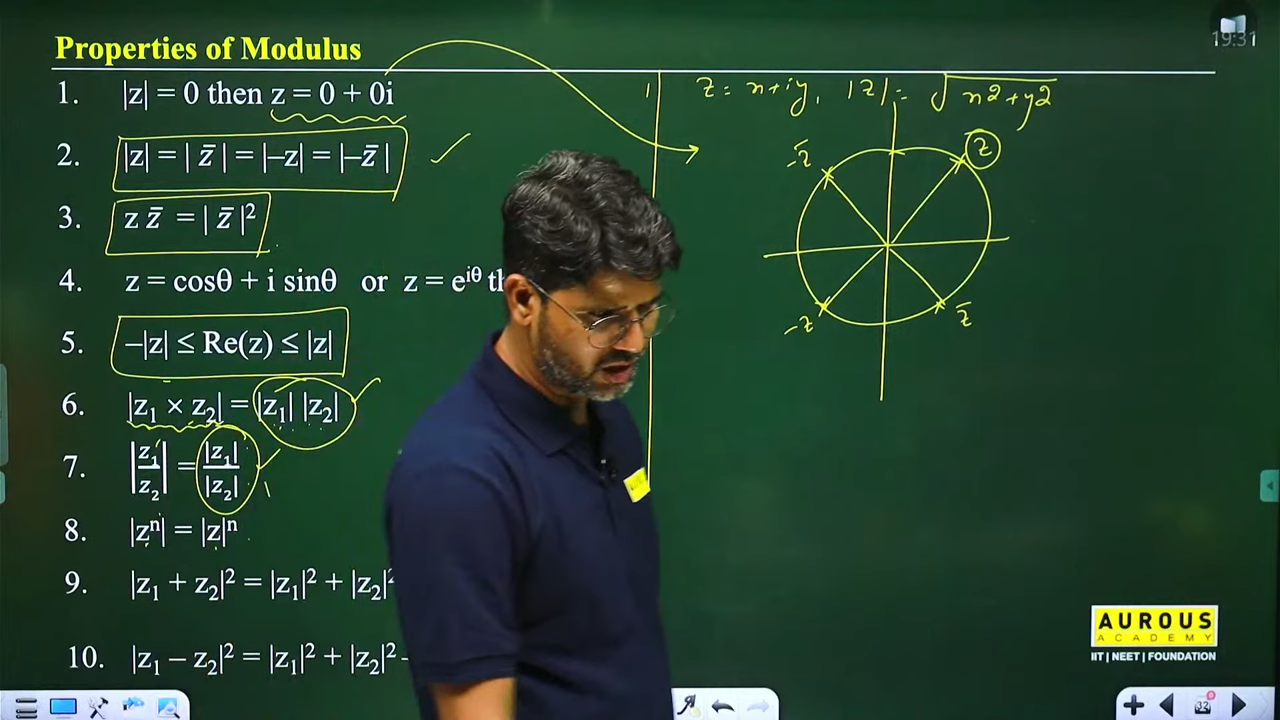 Properties of Modulus
19:31
1. |z| = 0 then z = 0 + 0i
2. |z| = | z̄ | = |–z| = |–z̄ |
3. z z̄ = | z̄ |²
4. z = cosθ + i sinθ or z = e^{iθ} th
5. –|z| ≤ Re(z) ≤ |z|
6. |z₁ × z₂| = |z₁| |z₂|
7. |z₁/z₂| = |z₁|/|z₂|
8. |zⁿ| = |z|ⁿ
9. |z₁ + z₂|² = |z₁|² + |z₂|²
10. |z₁ – z₂|² = |z₁|² + |z₂|² –
z = x+iy, |z| = √x²+y²
-z̄ z
-z z̄
AUROUS
ACADEMY
IIT | NEET | FOUNDATION
32